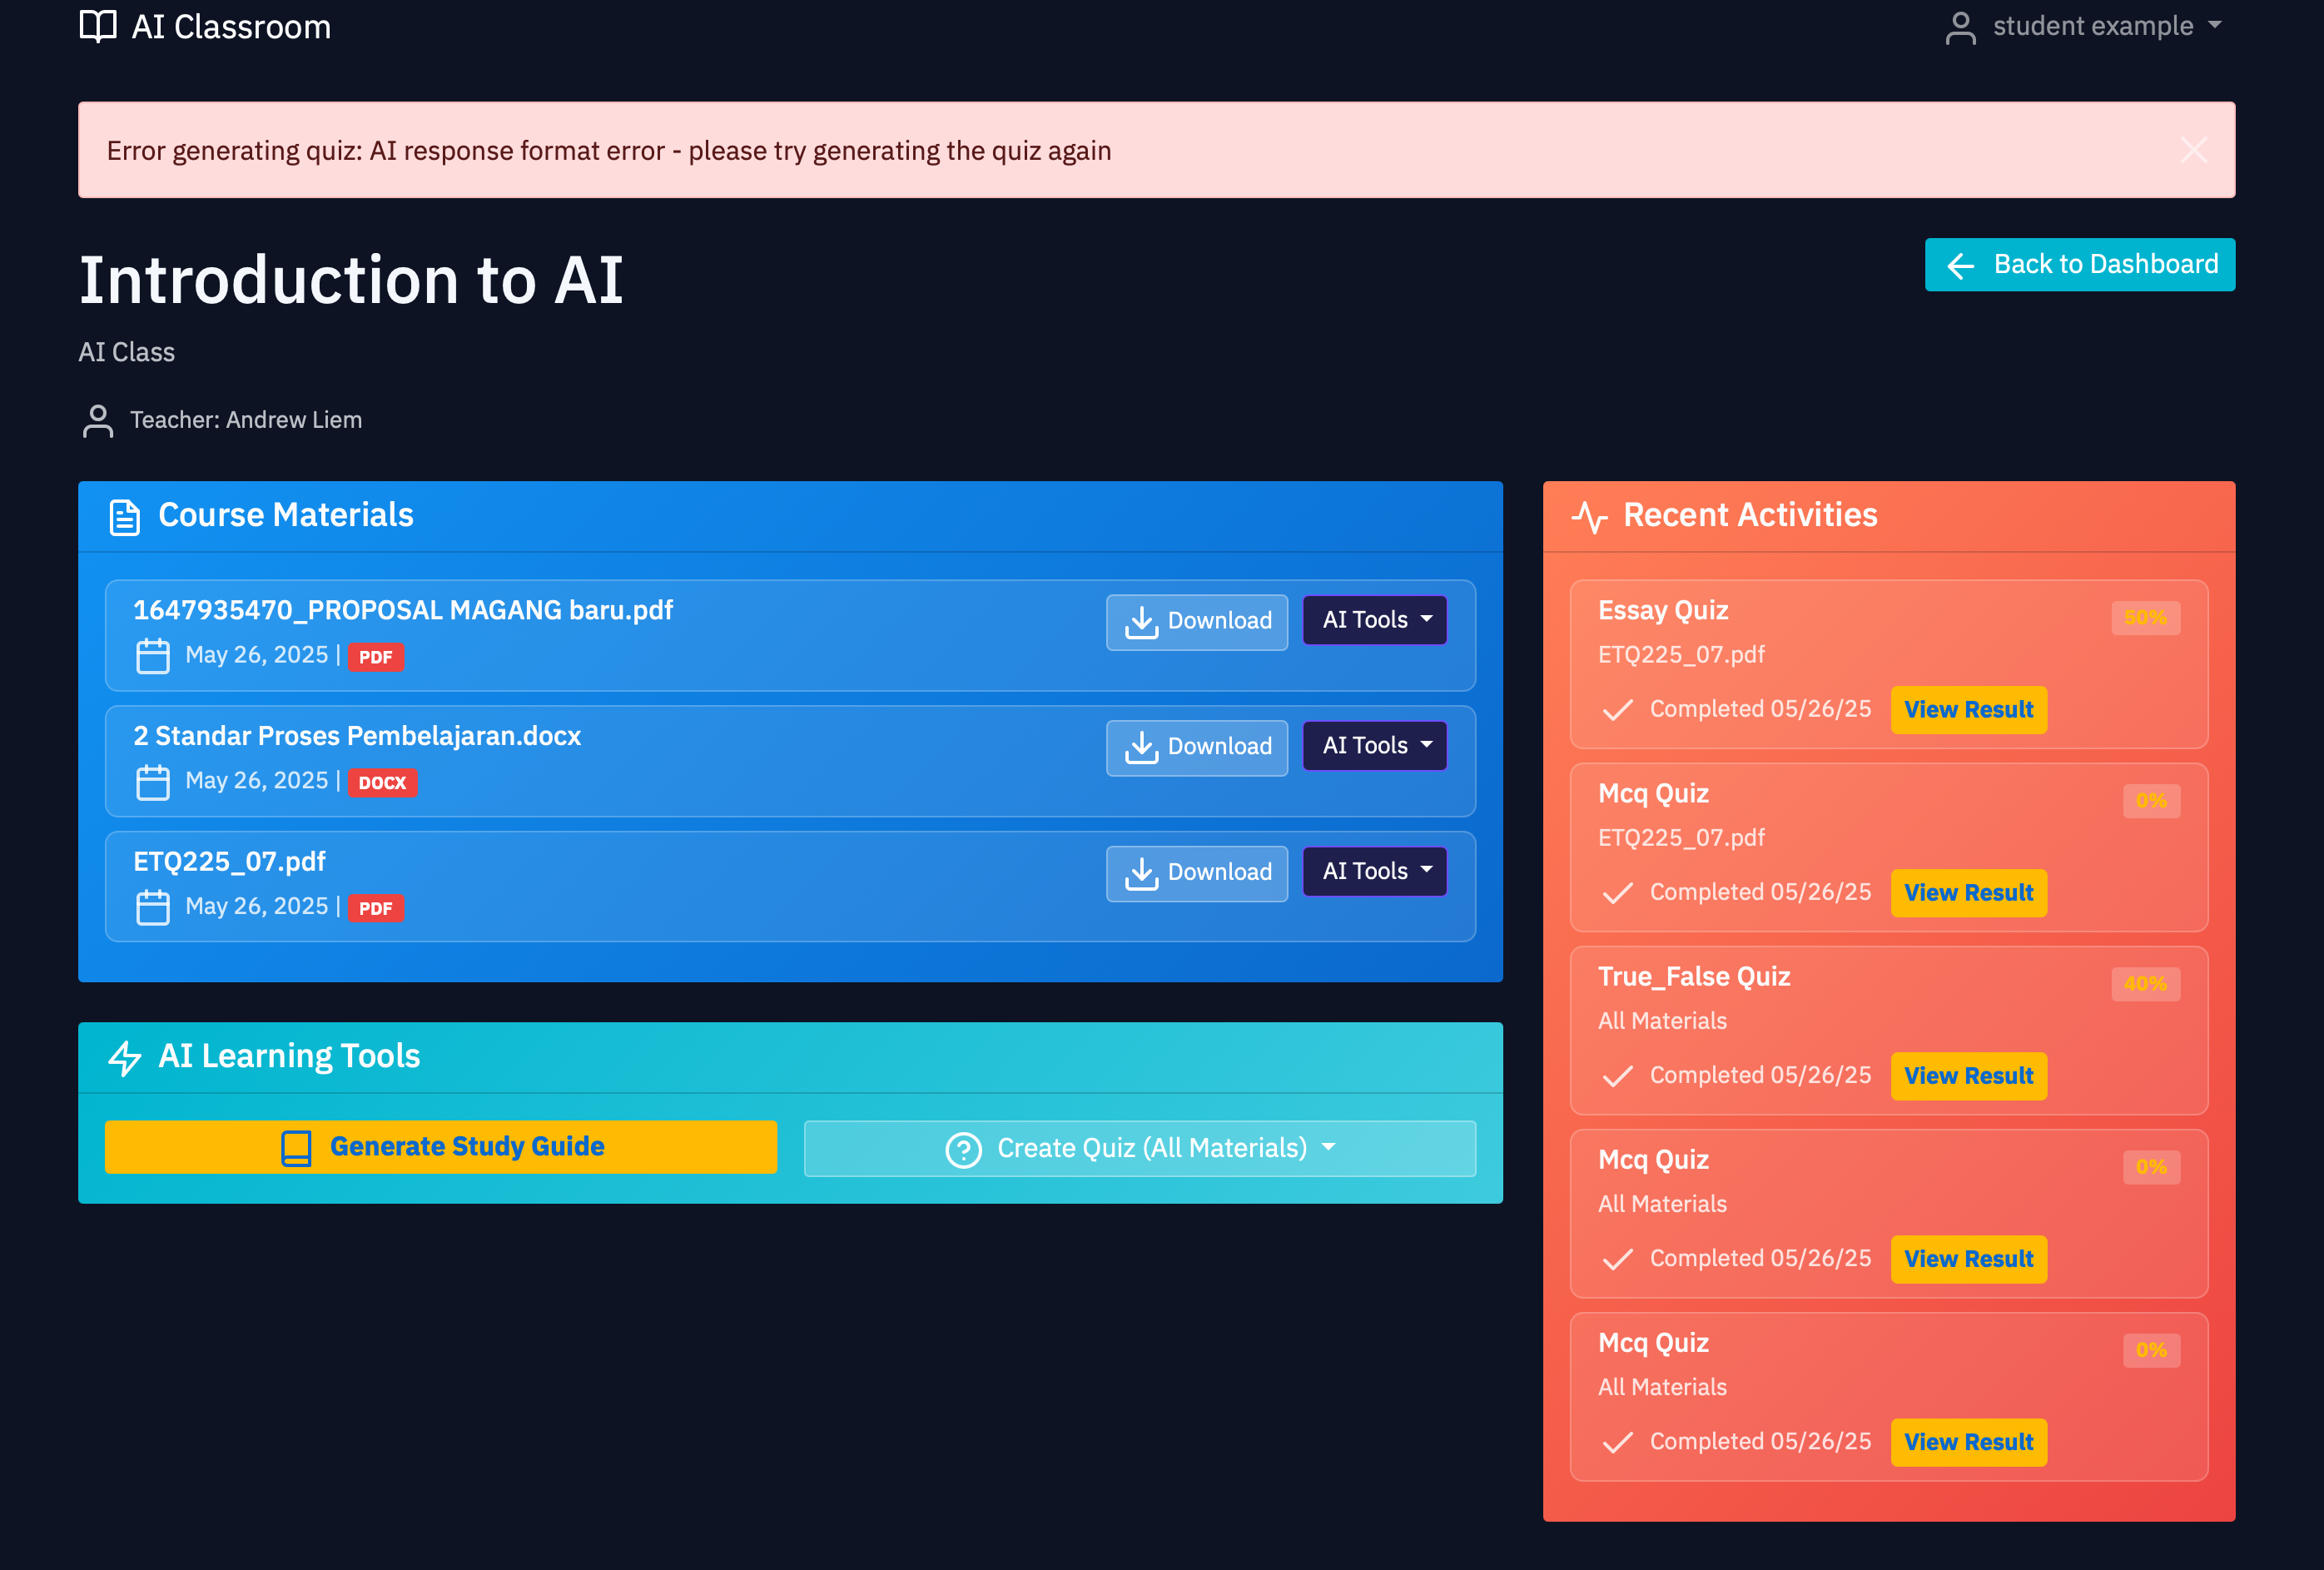 AI Classroom
student example
Error generating quiz: AI response format error - please try generating the quiz again
Introduction to AI
Back to Dashboard
AI Class
Teacher: Andrew Liem
Course Materials
1647935470_PROPOSAL MAGANG baru.pdf
Download
AI Tools
May 26, 2025 | PDF
2 Standar Proses Pembelajaran.docx
Download
AI Tools
May 26, 2025 | DOCX
ETQ225_07.pdf
Download
AI Tools
May 26, 2025 | PDF
AI Learning Tools
Generate Study Guide
Create Quiz (All Materials)
Recent Activities
Essay Quiz
50%
ETQ225_07.pdf
Completed 05/26/25
View Result
Mcq Quiz
0%
ETQ225_07.pdf
Completed 05/26/25
View Result
True_False Quiz
40%
All Materials
Completed 05/26/25
View Result
Mcq Quiz
0%
All Materials
Completed 05/26/25
View Result
Mcq Quiz
0%
All Materials
Completed 05/26/25
View Result